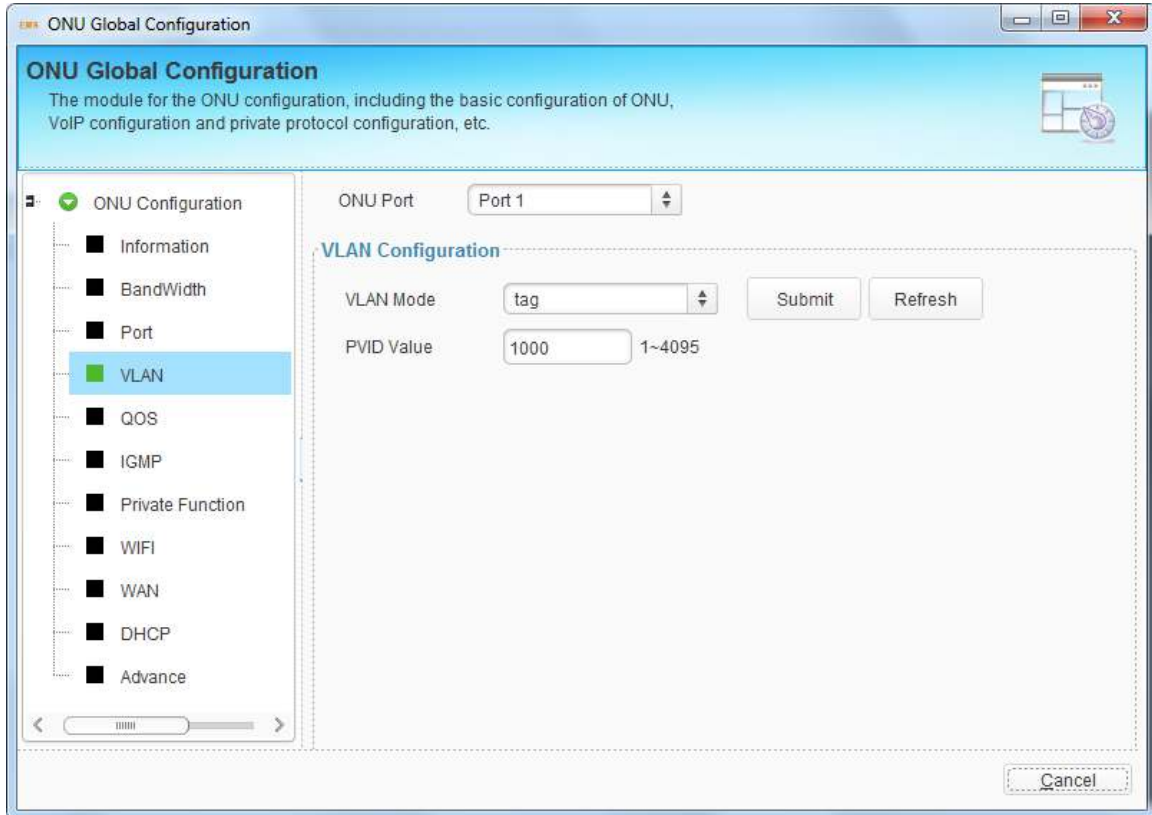 EMS ONU Global Configuration
ONU Global Configuration
The module for the ONU configuration, including the basic configuration of ONU,
VoIP configuration and private protocol configuration, etc.
ONU Configuration
Information
BandWidth
Port
VLAN
QOS
IGMP
Private Function
WIFI
WAN
DHCP
Advance
ONU Port Port 1
VLAN Configuration
VLAN Mode tag Submit Refresh
PVID Value 1000 1~4095
Cancel